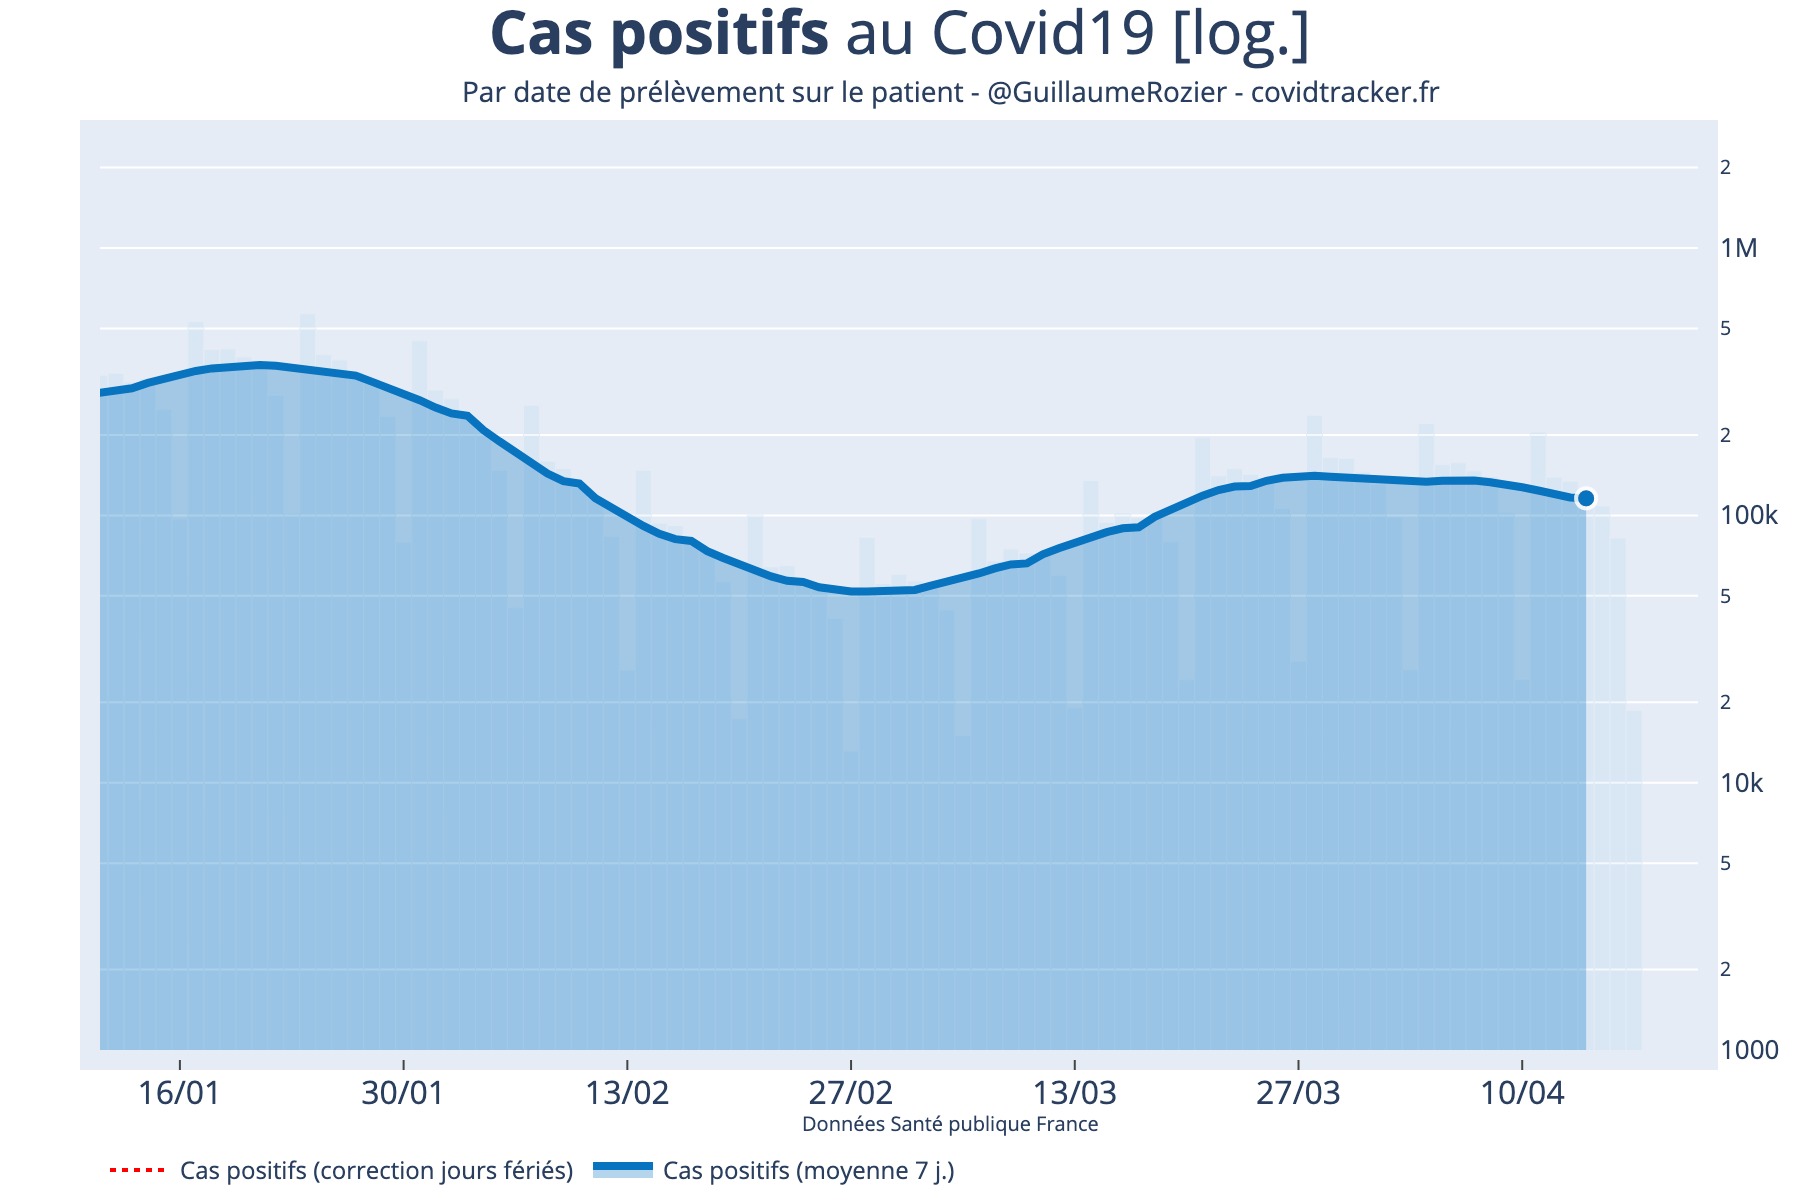 Cas positifs au Covid19 [log.]
Par date de prélèvement sur le patient - @GuillaumeRozier - covidtracker.fr
2
1M
5
2
100k
5
2
10k
5
2
1000
16/01 30/01 13/02 27/02 13/03 27/03 10/04
Données Santé publique France
Cas positifs (correction jours fériés) Cas positifs (moyenne 7 j.)